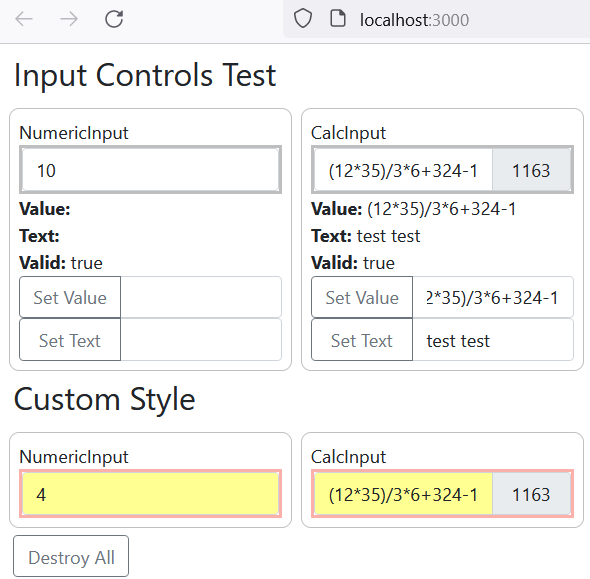 localhost:3000
Input Controls Test
NumericInput
10
Value:
Text:
Valid: true
Set Value
Set Text
CalcInput
(12*35)/3*6+324-1 1163
Value: (12*35)/3*6+324-1
Text: test test
Valid: true
Set Value 2*35)/3*6+324-1
Set Text test test
Custom Style
NumericInput
4
CalcInput
(12*35)/3*6+324-1 1163
Destroy All